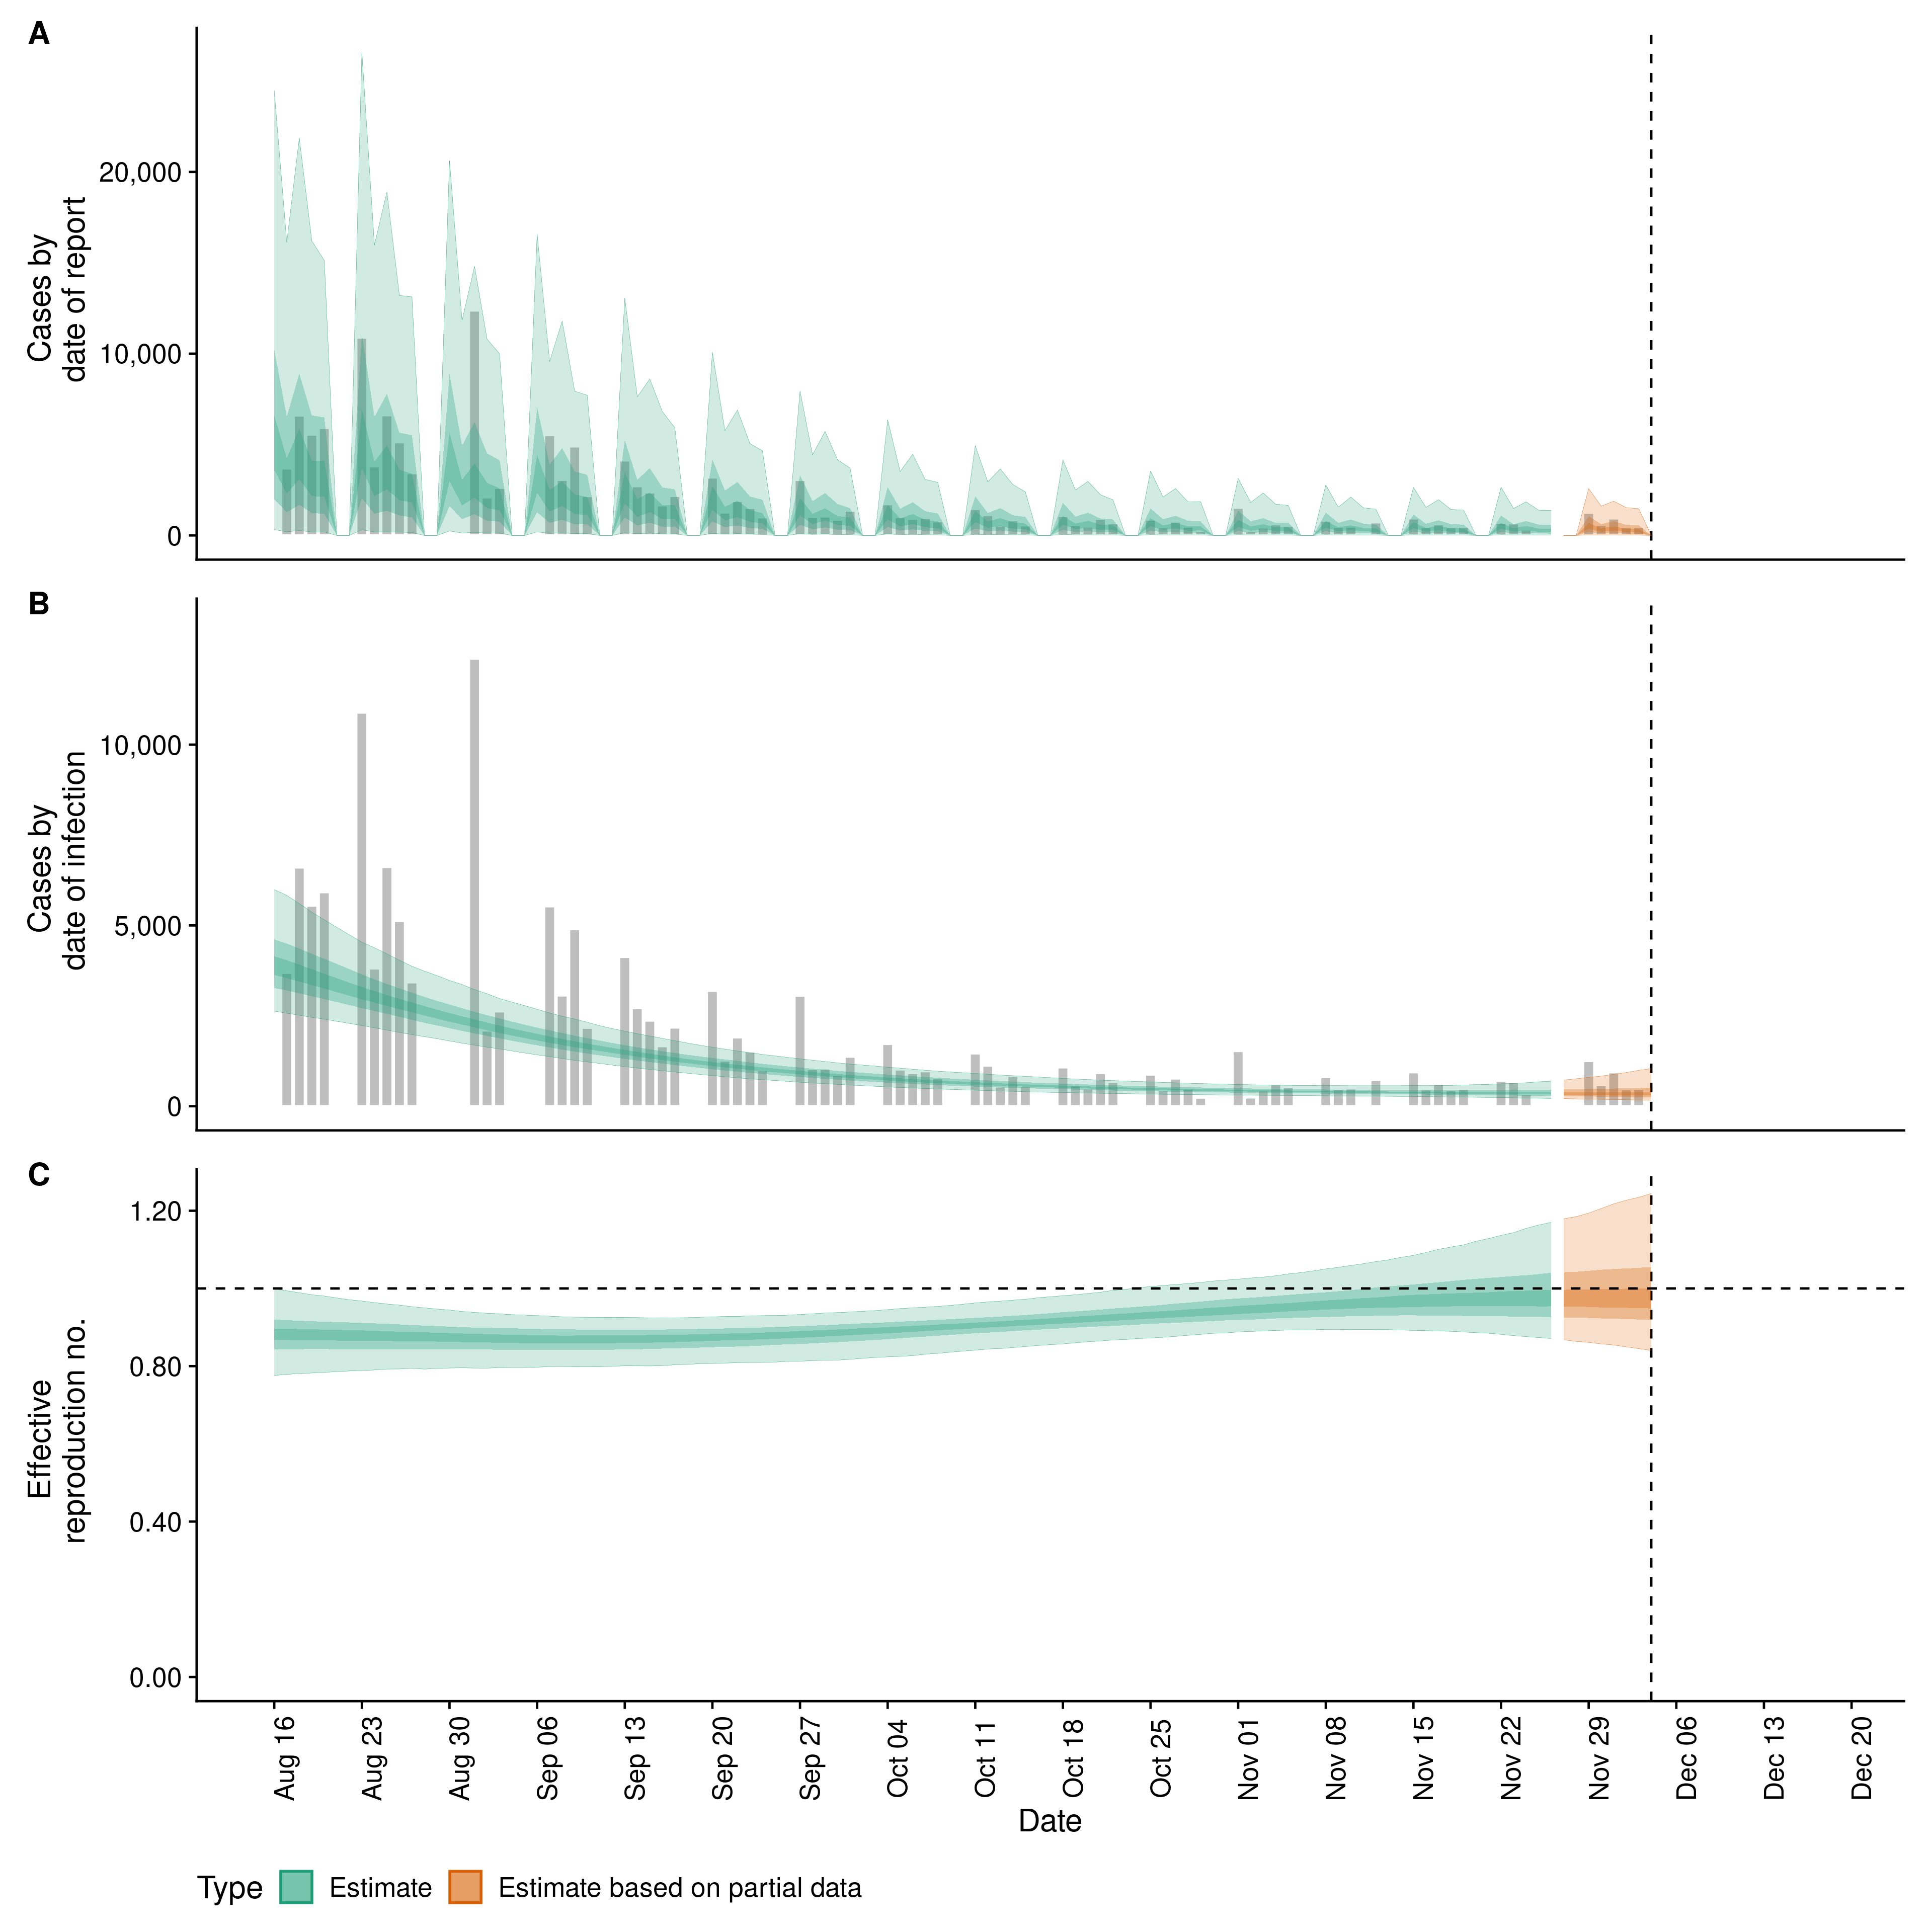 A
Cases by
date of report
20,000
10,000
0
B
Cases by
date of infection
10,000
5,000
0
C
Effective
reproduction no.
1.20
0.80
0.40
0.00
Aug 16
Aug 23
Aug 30
Sep 06
Sep 13
Sep 20
Sep 27
Oct 04
Oct 11
Oct 18
Oct 25
Nov 01
Nov 08
Nov 15
Nov 22
Nov 29
Dec 06
Dec 13
Dec 20
Date
Type Estimate Estimate based on partial data